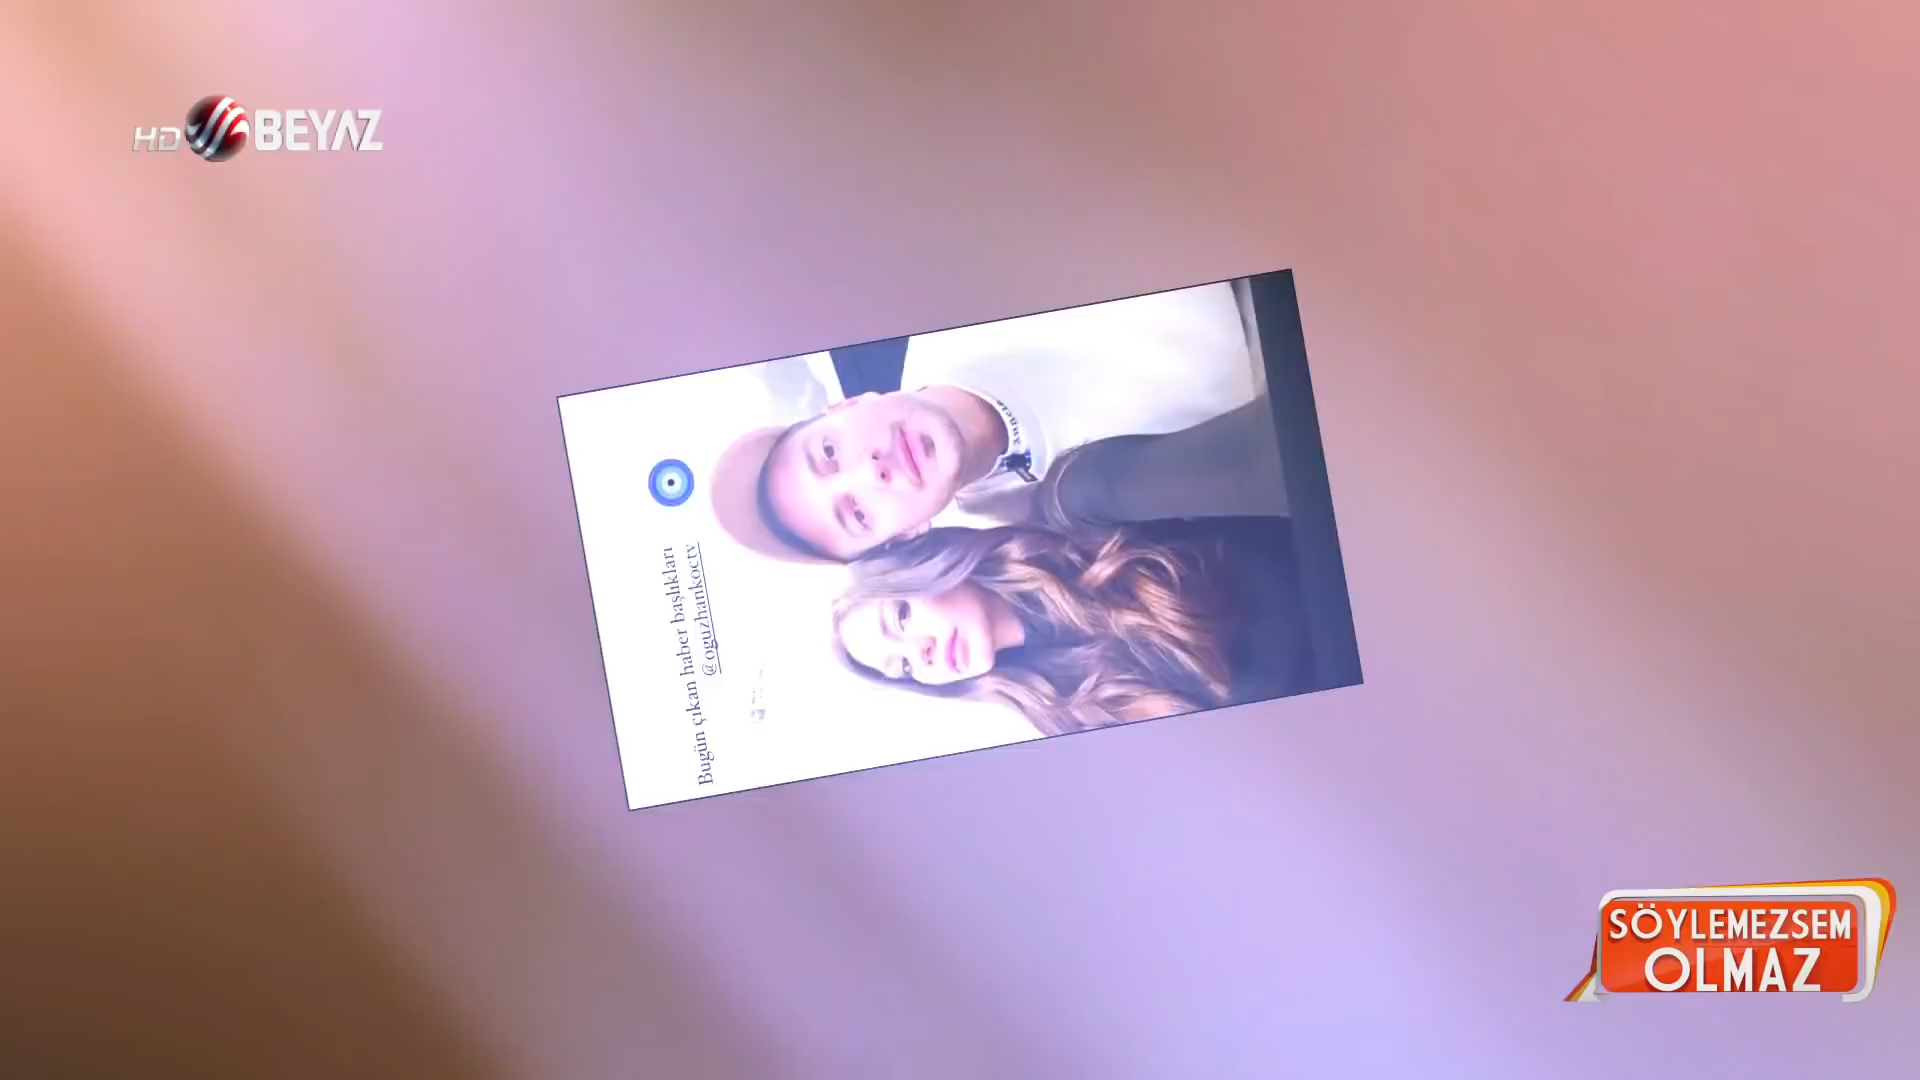 HD BEYAZ
Bugün çıkan haber başlıkları
@oguzhankoctv
SÖYLEMEZSEM
OLMAZ